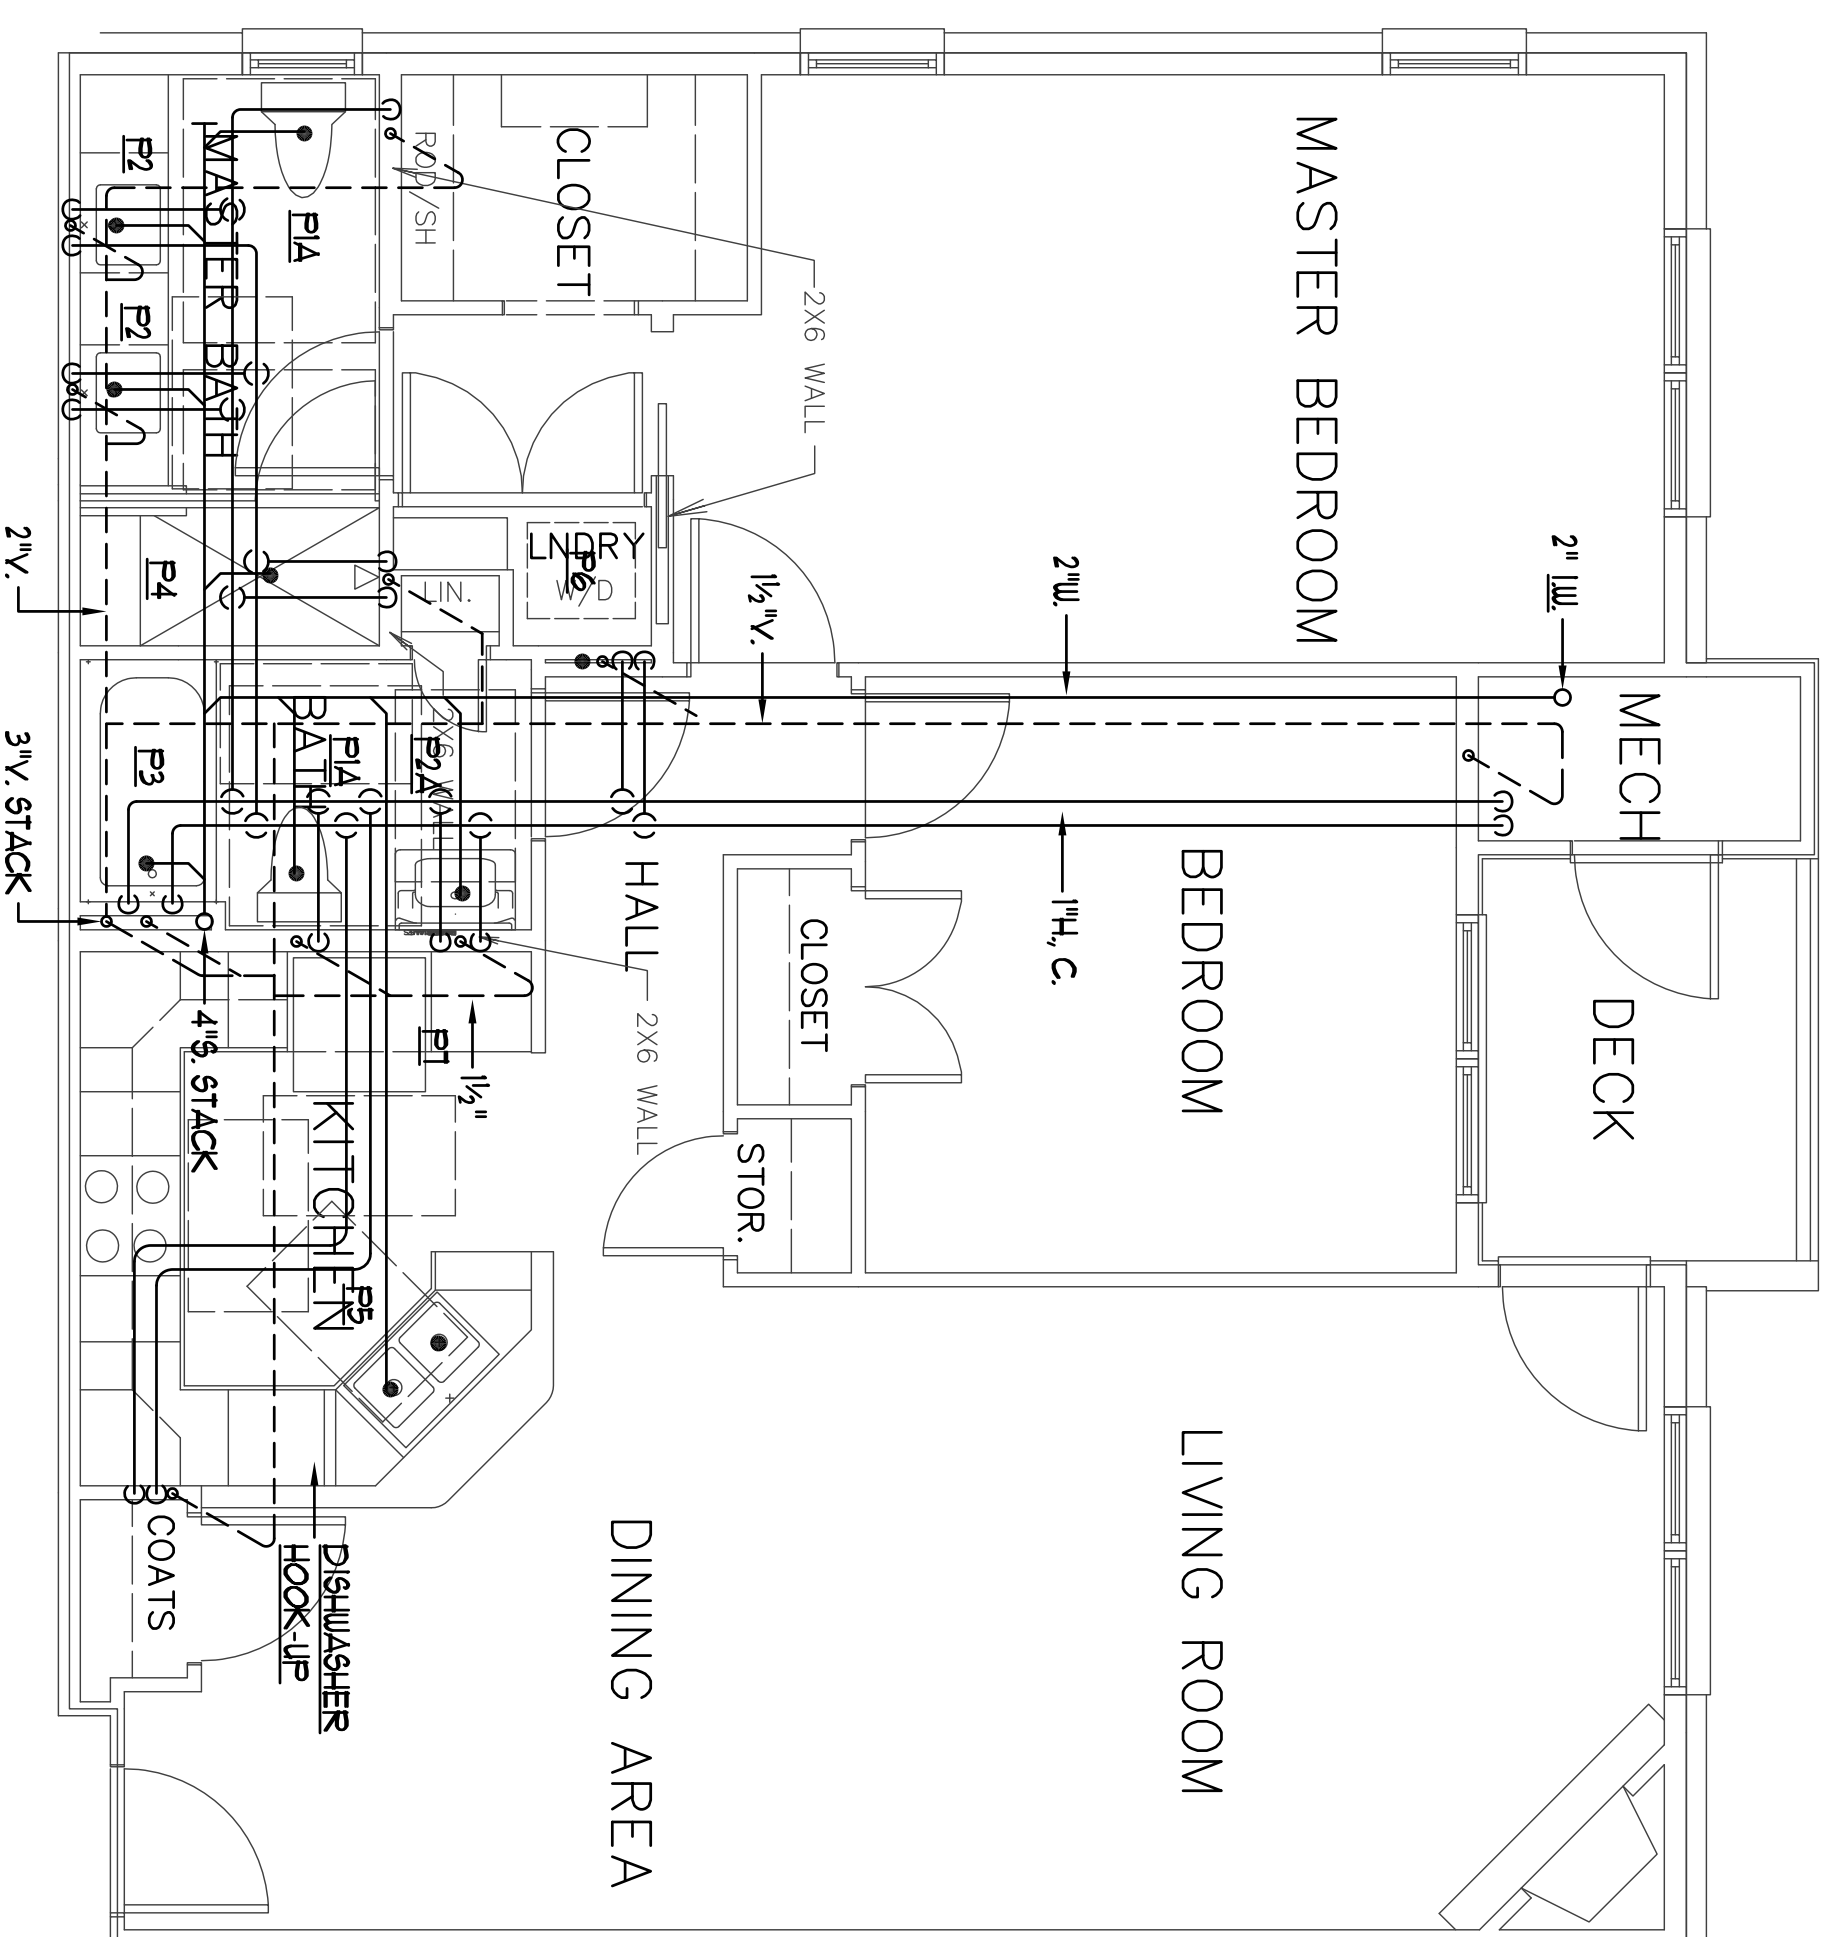 MASTER BEDROOM
CLOSET
ROD/SH
2X6 WALL
P1A
MASTER BATH
P2
P2
2" I.W.
2"W.
1½"V.
LNDRY
P6
W/D
LIN.
P4
2"V.
MECH
1"H., C.
BEDROOM
HALL
CLOSET
2X6 WALL
P2A
P1A
BATH
P3
3"V. STACK
DECK
2X6 WALL
STOR.
P7
1½"
4"S. STACK
KITCHEN
P5
LIVING ROOM
DINING AREA
DISHWASHER
HOOK-UP
COATS